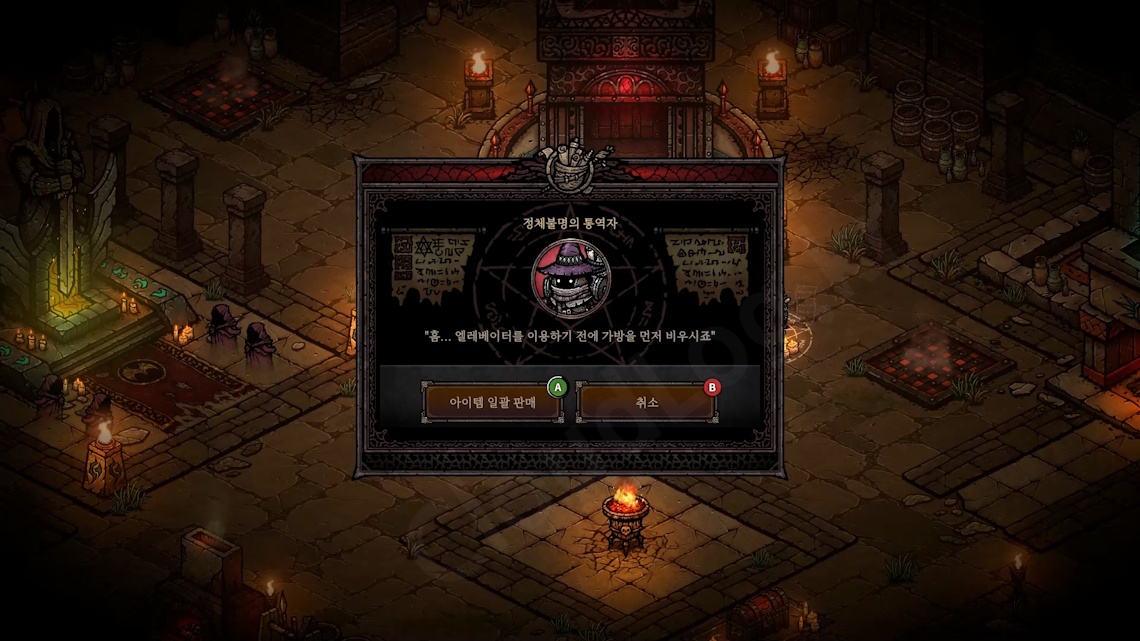 정체불명의 통역자
"흠... 엘레베이터를 이용하기 전에 가방을 먼저 비우시죠"
A
B
아이템 일괄 판매
취소